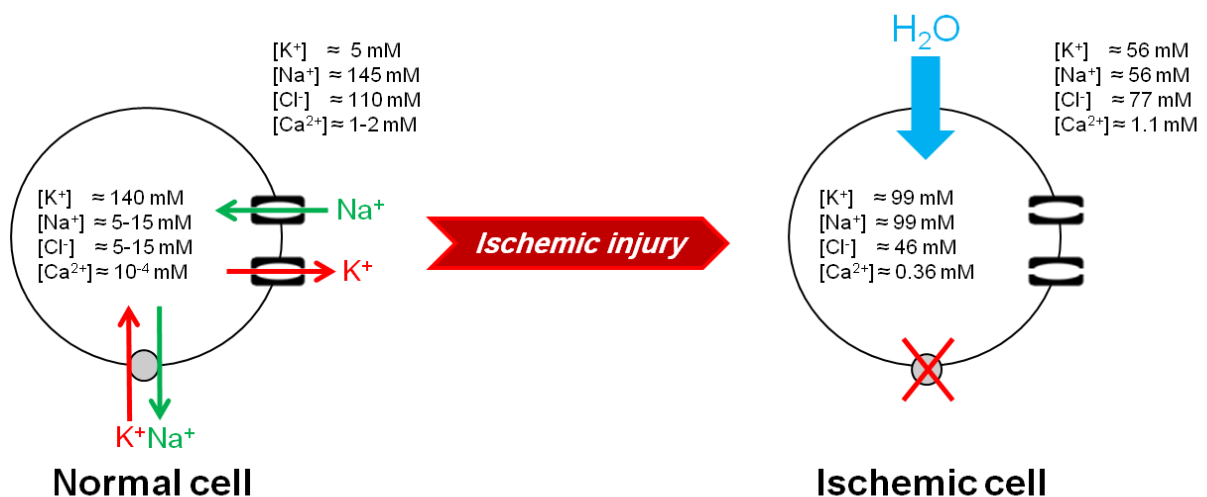 [K⁺] ≈ 5 mM
[Na⁺] ≈ 145 mM
[Cl⁻] ≈ 110 mM
[Ca²⁺] ≈ 1-2 mM
[K⁺] ≈ 140 mM
[Na⁺] ≈ 5-15 mM
[Cl⁻] ≈ 5-15 mM
[Ca²⁺] ≈ 10⁻⁴ mM
Na⁺
K⁺
K⁺ Na⁺
Normal cell
Ischemic injury
H₂O
[K⁺] ≈ 56 mM
[Na⁺] ≈ 56 mM
[Cl⁻] ≈ 77 mM
[Ca²⁺] ≈ 1.1 mM
[K⁺] ≈ 99 mM
[Na⁺] ≈ 99 mM
[Cl⁻] ≈ 46 mM
[Ca²⁺] ≈ 0.36 mM
Ischemic cell